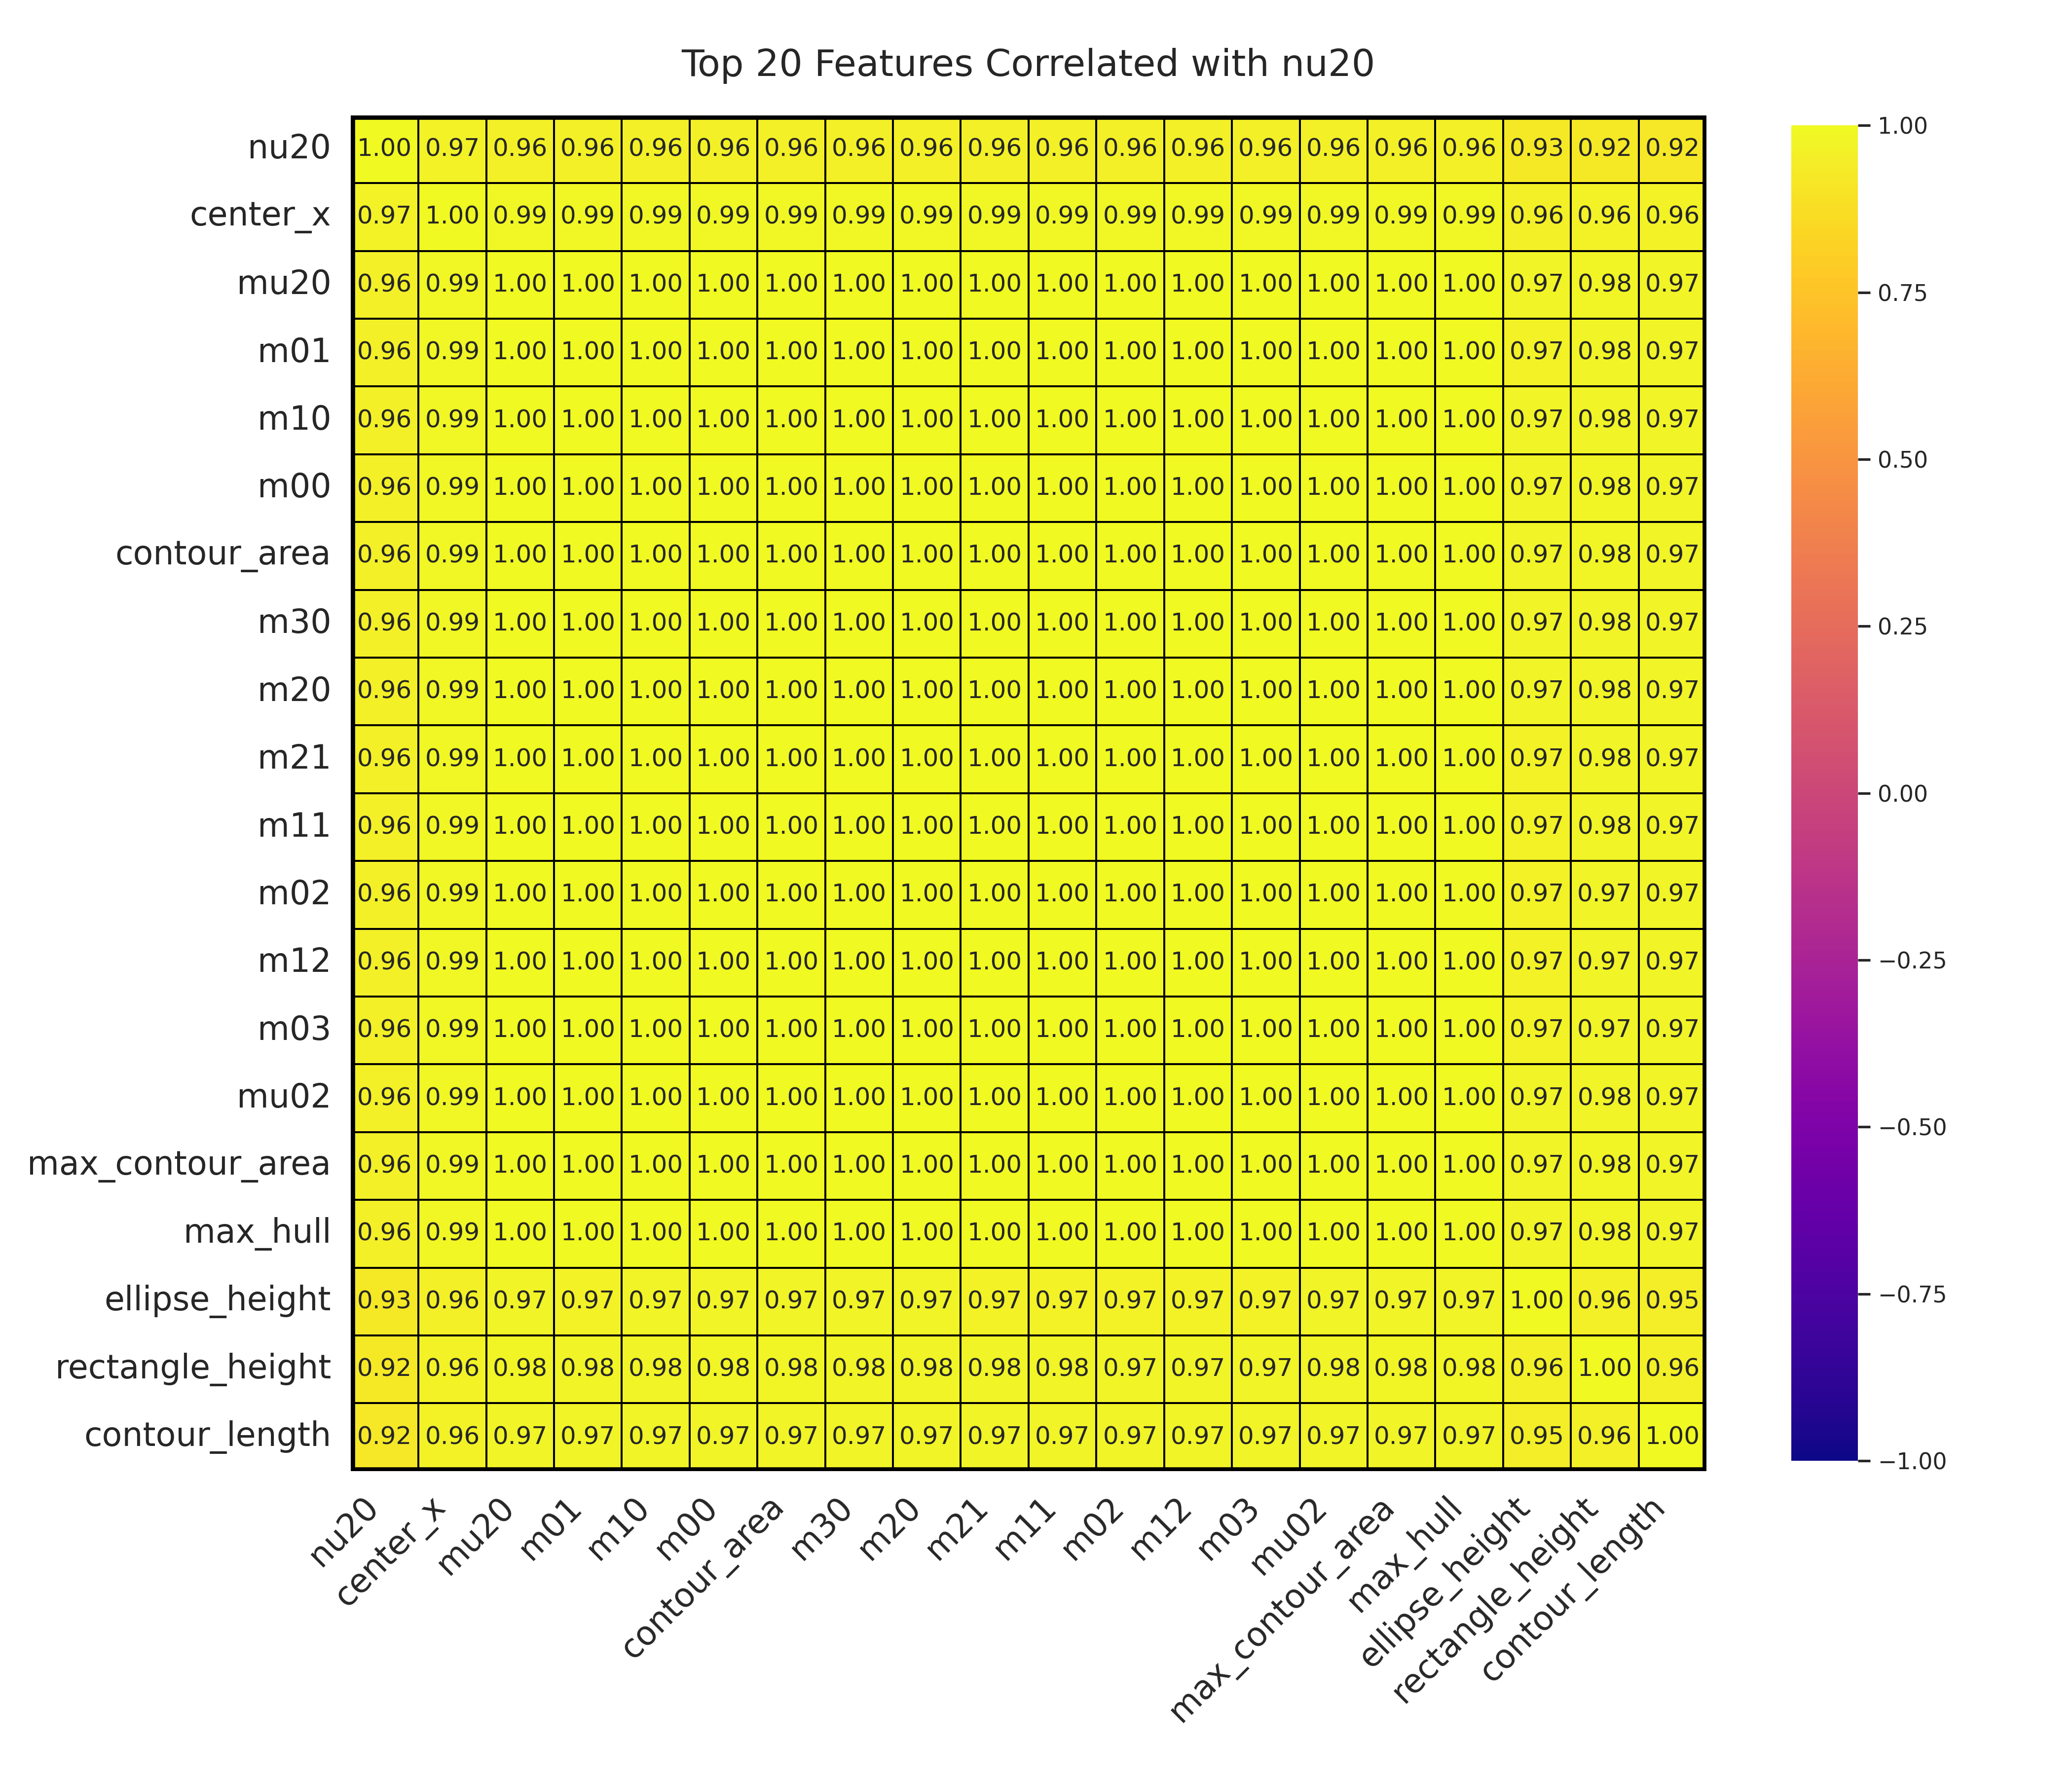 Top 20 Features Correlated with nu20
nu20 1.00 0.97 0.96 0.96 0.96 0.96 0.96 0.96 0.96 0.96 0.96 0.96 0.96 0.96 0.96 0.96 0.96 0.93 0.92 0.92
center_x 0.97 1.00 0.99 0.99 0.99 0.99 0.99 0.99 0.99 0.99 0.99 0.99 0.99 0.99 0.99 0.99 0.99 0.96 0.96 0.96
mu20 0.96 0.99 1.00 1.00 1.00 1.00 1.00 1.00 1.00 1.00 1.00 1.00 1.00 1.00 1.00 1.00 1.00 0.97 0.98 0.97
m01 0.96 0.99 1.00 1.00 1.00 1.00 1.00 1.00 1.00 1.00 1.00 1.00 1.00 1.00 1.00 1.00 1.00 0.97 0.98 0.97
m10 0.96 0.99 1.00 1.00 1.00 1.00 1.00 1.00 1.00 1.00 1.00 1.00 1.00 1.00 1.00 1.00 1.00 0.97 0.98 0.97
m00 0.96 0.99 1.00 1.00 1.00 1.00 1.00 1.00 1.00 1.00 1.00 1.00 1.00 1.00 1.00 1.00 1.00 0.97 0.98 0.97
contour_area 0.96 0.99 1.00 1.00 1.00 1.00 1.00 1.00 1.00 1.00 1.00 1.00 1.00 1.00 1.00 1.00 1.00 0.97 0.98 0.97
m30 0.96 0.99 1.00 1.00 1.00 1.00 1.00 1.00 1.00 1.00 1.00 1.00 1.00 1.00 1.00 1.00 1.00 0.97 0.98 0.97
m20 0.96 0.99 1.00 1.00 1.00 1.00 1.00 1.00 1.00 1.00 1.00 1.00 1.00 1.00 1.00 1.00 1.00 0.97 0.98 0.97
m21 0.96 0.99 1.00 1.00 1.00 1.00 1.00 1.00 1.00 1.00 1.00 1.00 1.00 1.00 1.00 1.00 1.00 0.97 0.98 0.97
m11 0.96 0.99 1.00 1.00 1.00 1.00 1.00 1.00 1.00 1.00 1.00 1.00 1.00 1.00 1.00 1.00 1.00 0.97 0.98 0.97
m02 0.96 0.99 1.00 1.00 1.00 1.00 1.00 1.00 1.00 1.00 1.00 1.00 1.00 1.00 1.00 1.00 1.00 0.97 0.97 0.97
m12 0.96 0.99 1.00 1.00 1.00 1.00 1.00 1.00 1.00 1.00 1.00 1.00 1.00 1.00 1.00 1.00 1.00 0.97 0.97 0.97
m03 0.96 0.99 1.00 1.00 1.00 1.00 1.00 1.00 1.00 1.00 1.00 1.00 1.00 1.00 1.00 1.00 1.00 0.97 0.97 0.97
mu02 0.96 0.99 1.00 1.00 1.00 1.00 1.00 1.00 1.00 1.00 1.00 1.00 1.00 1.00 1.00 1.00 1.00 0.97 0.98 0.97
max_contour_area 0.96 0.99 1.00 1.00 1.00 1.00 1.00 1.00 1.00 1.00 1.00 1.00 1.00 1.00 1.00 1.00 1.00 0.97 0.98 0.97
max_hull 0.96 0.99 1.00 1.00 1.00 1.00 1.00 1.00 1.00 1.00 1.00 1.00 1.00 1.00 1.00 1.00 1.00 0.97 0.98 0.97
ellipse_height 0.93 0.96 0.97 0.97 0.97 0.97 0.97 0.97 0.97 0.97 0.97 0.97 0.97 0.97 0.97 0.97 0.97 1.00 0.96 0.95
rectangle_height 0.92 0.96 0.98 0.98 0.98 0.98 0.98 0.98 0.98 0.98 0.98 0.97 0.97 0.97 0.98 0.98 0.98 0.96 1.00 0.96
contour_length 0.92 0.96 0.97 0.97 0.97 0.97 0.97 0.97 0.97 0.97 0.97 0.97 0.97 0.97 0.97 0.97 0.97 0.95 0.96 1.00
nu20 center_x mu20 m01 m10 m00 contour_area m30 m20 m21 m11 m02 m12 m03 mu02 max_contour_area max_hull ellipse_height rectangle_height contour_length
1.00
0.75
0.50
0.25
0.00
−0.25
−0.50
−0.75
−1.00